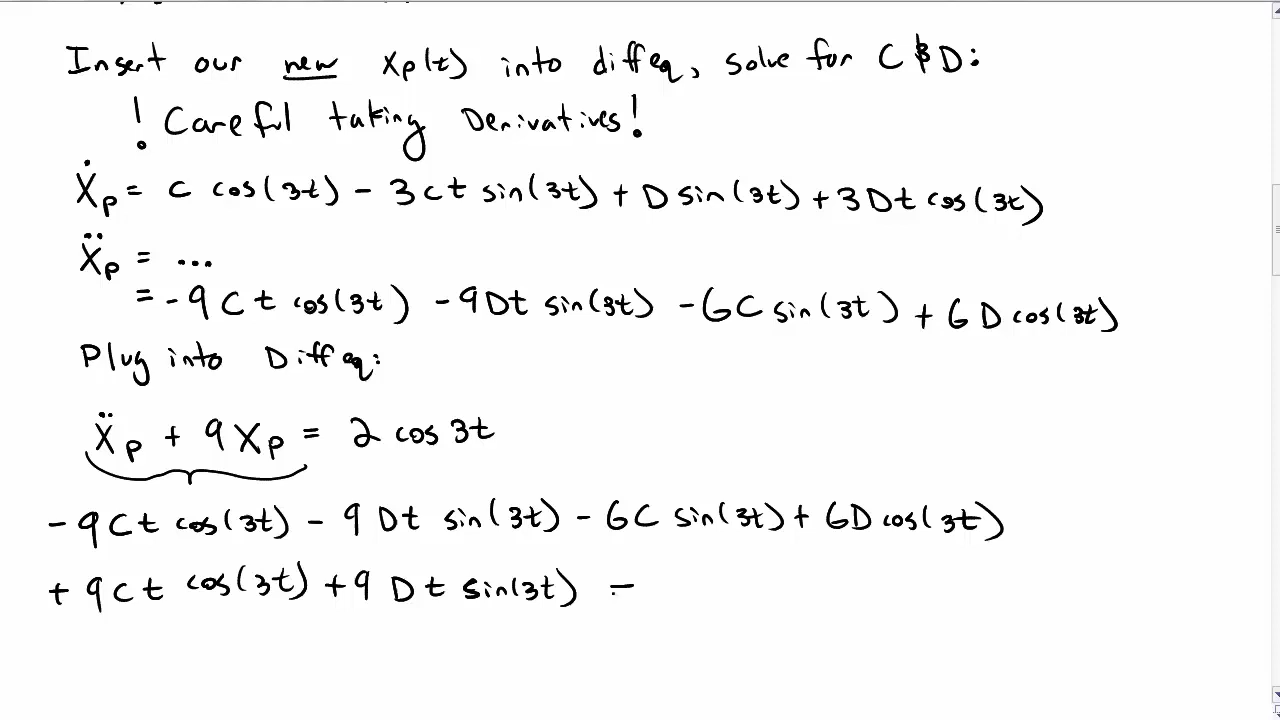 Insert our new Xp(t) into diffeq, solve for C & D:
! Careful taking Derivatives!
Ẋp = C cos(3t) - 3Ct sin(3t) + D sin(3t) + 3Dt cos(3t)
Ẍp = ...
= -9Ct cos(3t) - 9Dt sin(3t) - 6C sin(3t) + 6D cos(3t)
Plug into Diffeq:
Ẍp + 9Xp = 2 cos 3t
-9Ct cos(3t) - 9Dt sin(3t) - 6C sin(3t) + 6D cos(3t)
+ 9Ct cos(3t) + 9Dt sin(3t) =